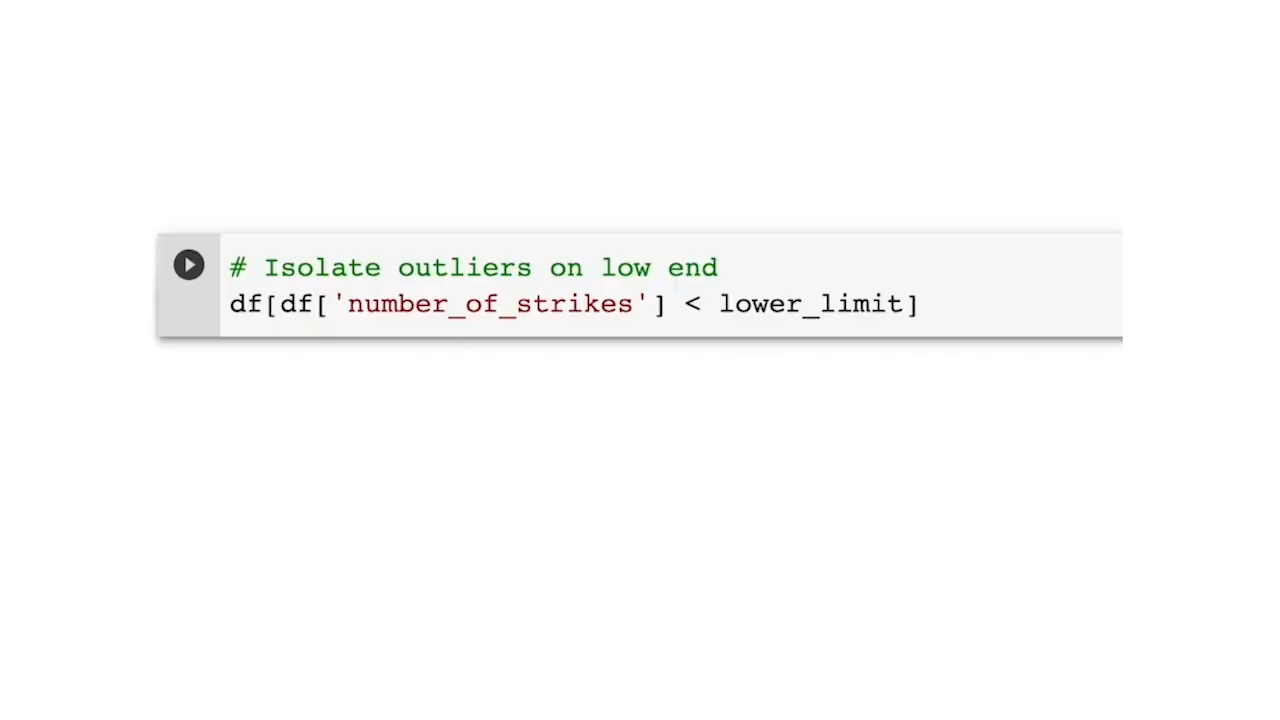 # Isolate outliers on low end
df[df['number_of_strikes'] < lower_limit]